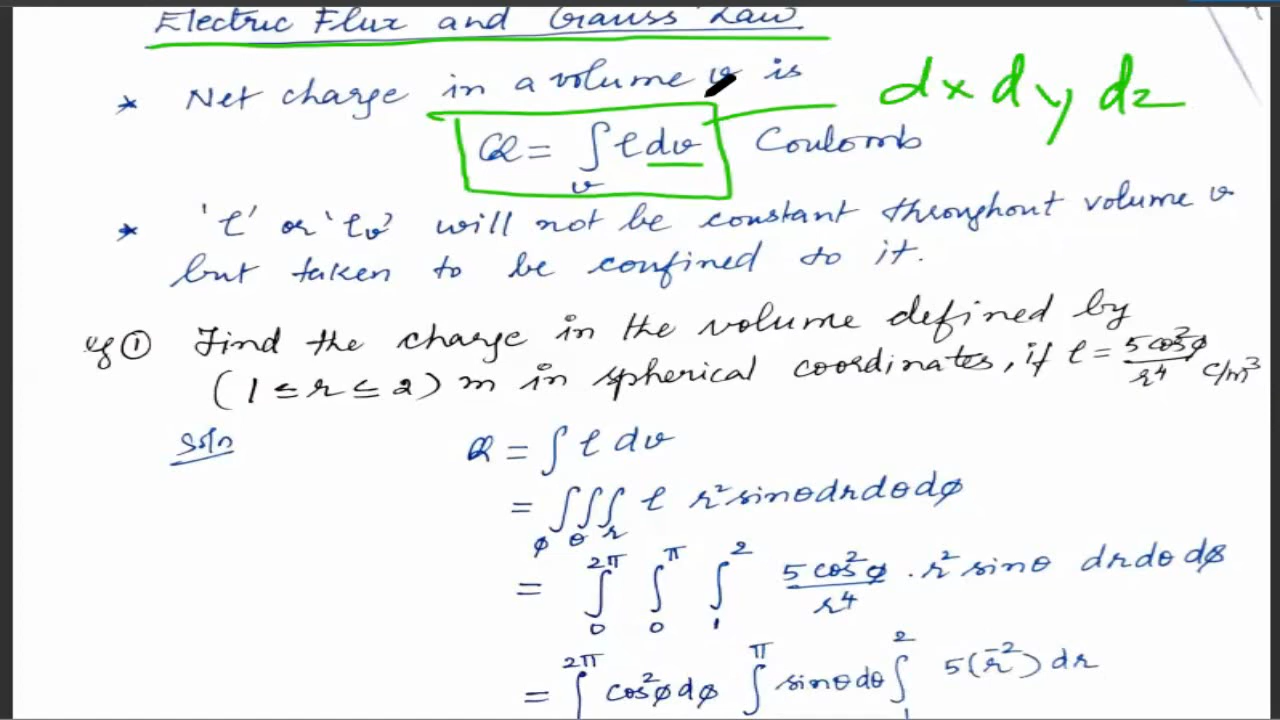 Electric Flux and Gauss Law
* Net charge in a volume v is dx dy dz
Q = ∫v ρ dv Coulomb
* 'ρ' or 'ρv' will not be constant throughout volume v
but taken to be confined to it.
eg ① Find the charge in the volume defined by
(1 ≤ r ≤ 2) m in spherical coordinates, if ρ = 5cos²φ/r⁴ C/m³
Soln
Q = ∫ρ dv
= ∫φ ∫θ ∫r ρ r² sinθ dr dθ dφ
= ∫₀^2π ∫₀^π ∫₁^2 5cos²φ/r⁴ . r² sinθ dr dθ dφ
= ∫^2π cos²φ dφ ∫^π sinθ dθ ∫₁^2 5(r⁻²) dr